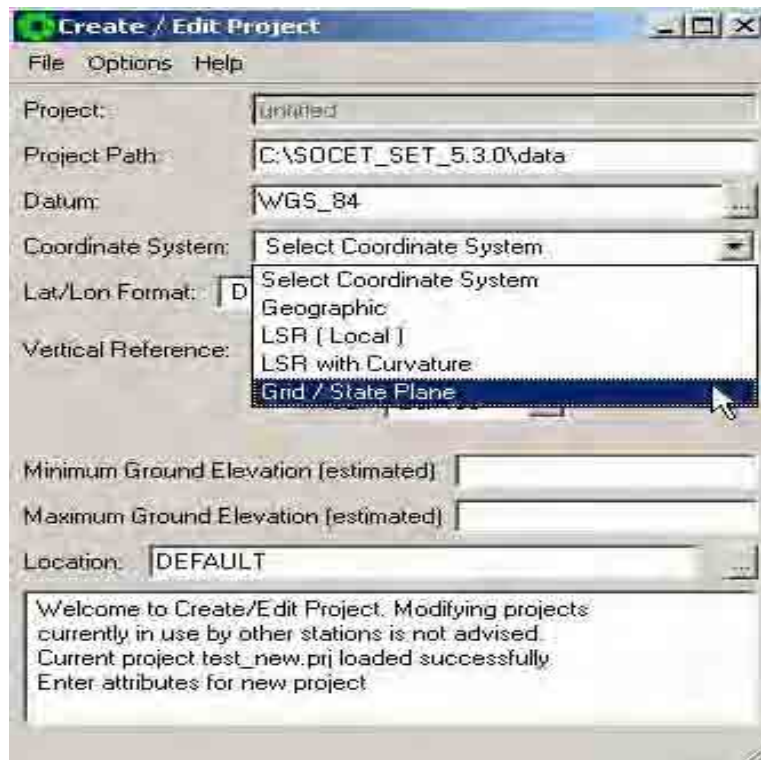 Create / Edit Project
File Options Help
Project: untitled
Project Path: C:\SOCET_SET_5.3.0\data
Datum: WGS_84 ...
Coordinate System: Select Coordinate System
Lat/Lon Format: D
Select Coordinate System
Geographic
LSR ( Local )
LSR with Curvature
Grid / State Plane
Vertical Reference:
Minimum Ground Elevation (estimated)
Maximum Ground Elevation (estimated)
Location: DEFAULT ...
Welcome to Create/Edit Project. Modifying projects
currently in use by other stations is not advised.
Current project test_new.prj loaded successfully
Enter attributes for new project